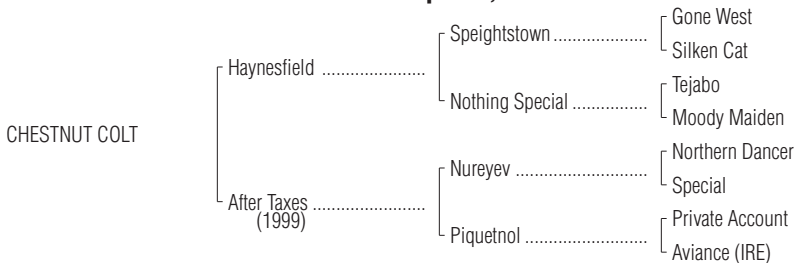 Gone West
Speightstown ....................
Silken Cat
Haynesfield ......................
Tejabo
Nothing Special ................
Moody Maiden
CHESTNUT COLT
Northern Dancer
Nureyev ............................
Special
After Taxes ........................
(1999)
Private Account
Piquetnol ..........................
Aviance (IRE)